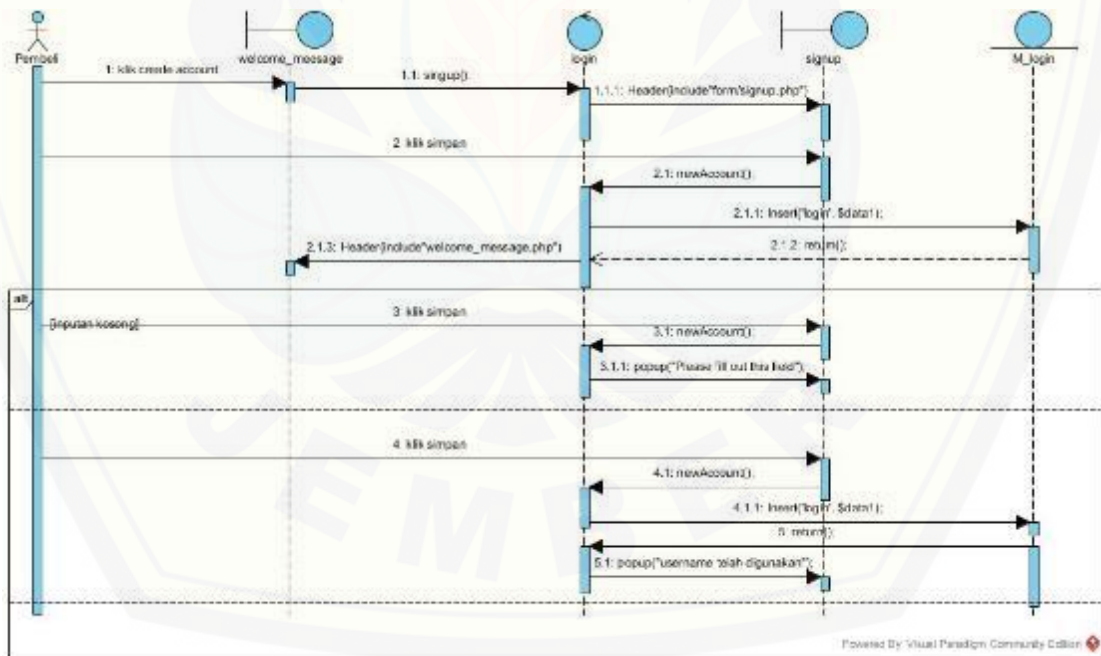 Pembeli
welcome_meosage
login
signup
M_login
1: klik create account
1.1: singup()
1.1.1: Header(include"form/signup.php")
2: klik simpan
2.1: newAccount()
2.1.1: Insert('login', $data1);
2.1.2: return();
2.1.3: Header(include"welcome_message.php")
alt
[inputan kosong]
3: klik simpan
3.1: newAccount()
3.1.1: popup("Please fill out this field");
4: klik simpan
4.1: newAccount()
4.1.1: Insert('login', $data1);
5: return();
5.1: popup("username telah digunakan");
JEMBER
Powered By Visual Paradigm Community Edition